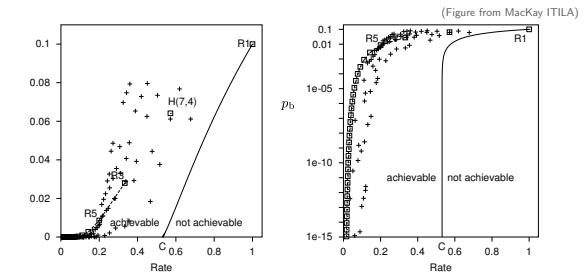 (Figure from MacKay ITILA)
0.1
0.08
0.06
0.04
0.02
0
R1
H(7,4)
R3
R5
achievable
not achievable
0
0.2
0.4
C
0.6
0.8
1
Rate
p_b
0.1
0.01
1e-05
1e-10
1e-15
R5
R1
achievable
not achievable
0
0.2
0.4
C
0.6
0.8
1
Rate